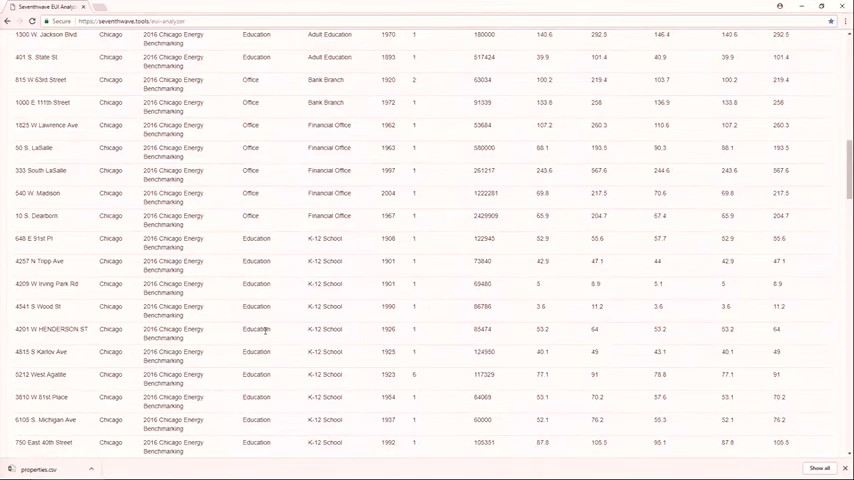 Seventhwave EUI Analyz
Secure https://seventhwave.tools/eui-analyzer
1300 W. Jackson Blvd. Chicago 2016 Chicago Energy Benchmarking Education Adult Education 1970 1 180000 140.6 292.5 146.4 140.6 292.5
401 S. State St. Chicago 2016 Chicago Energy Benchmarking Education Adult Education 1893 1 517424 39.9 101.4 40.9 39.9 101.4
815 W 63rd Street Chicago 2016 Chicago Energy Benchmarking Office Bank Branch 1920 2 63034 100.2 219.4 103.7 100.2 219.4
1000 E 111th Street Chicago 2016 Chicago Energy Benchmarking Office Bank Branch 1972 1 91339 133.8 258 136.9 133.8 258
1825 W Lawrence Ave Chicago 2016 Chicago Energy Benchmarking Office Financial Office 1962 1 53684 107.2 260.3 110.6 107.2 260.3
50 S. LaSalle Chicago 2016 Chicago Energy Benchmarking Office Financial Office 1963 1 580000 88.1 193.5 90.3 88.1 193.5
333 South LaSalle Chicago 2016 Chicago Energy Benchmarking Office Financial Office 1997 1 261217 243.6 567.6 244.6 243.6 567.6
540 W. Madison Chicago 2016 Chicago Energy Benchmarking Office Financial Office 2004 1 1222281 69.8 217.5 70.6 69.8 217.5
10 S. Dearborn Chicago 2016 Chicago Energy Benchmarking Office Financial Office 1967 1 2429909 65.9 204.7 67.4 65.9 204.7
648 E 91st Pl Chicago 2016 Chicago Energy Benchmarking Education K-12 School 1908 1 122945 52.9 55.6 57.7 52.9 55.6
4257 N Tripp Ave Chicago 2016 Chicago Energy Benchmarking Education K-12 School 1901 1 73840 42.9 47.1 44 42.9 47.1
4209 W Irving Park Rd Chicago 2016 Chicago Energy Benchmarking Education K-12 School 1901 1 69480 5 8.9 5.1 5 8.9
4541 S Wood St Chicago 2016 Chicago Energy Benchmarking Education K-12 School 1990 1 86786 3.6 11.2 3.6 3.6 11.2
4201 W HENDERSON ST Chicago 2016 Chicago Energy Benchmarking Education K-12 School 1926 1 85474 53.2 64 53.2 53.2 64
4815 S Karlov Ave Chicago 2016 Chicago Energy Benchmarking Education K-12 School 1925 1 124950 40.1 49 43.1 40.1 49
5212 West Agatite Chicago 2016 Chicago Energy Benchmarking Education K-12 School 1923 6 117329 77.1 91 78.8 77.1 91
3810 W 81st Place Chicago 2016 Chicago Energy Benchmarking Education K-12 School 1954 1 84069 53.1 70.2 57.6 53.1 70.2
6105 S. Michigan Ave Chicago 2016 Chicago Energy Benchmarking Education K-12 School 1937 1 60000 52.1 76.2 55.3 52.1 76.2
750 East 40th Street Chicago 2016 Chicago Energy Benchmarking Education K-12 School 1992 1 105351 87.8 105.5 95.1 87.8 105.5
properties.csv Show all